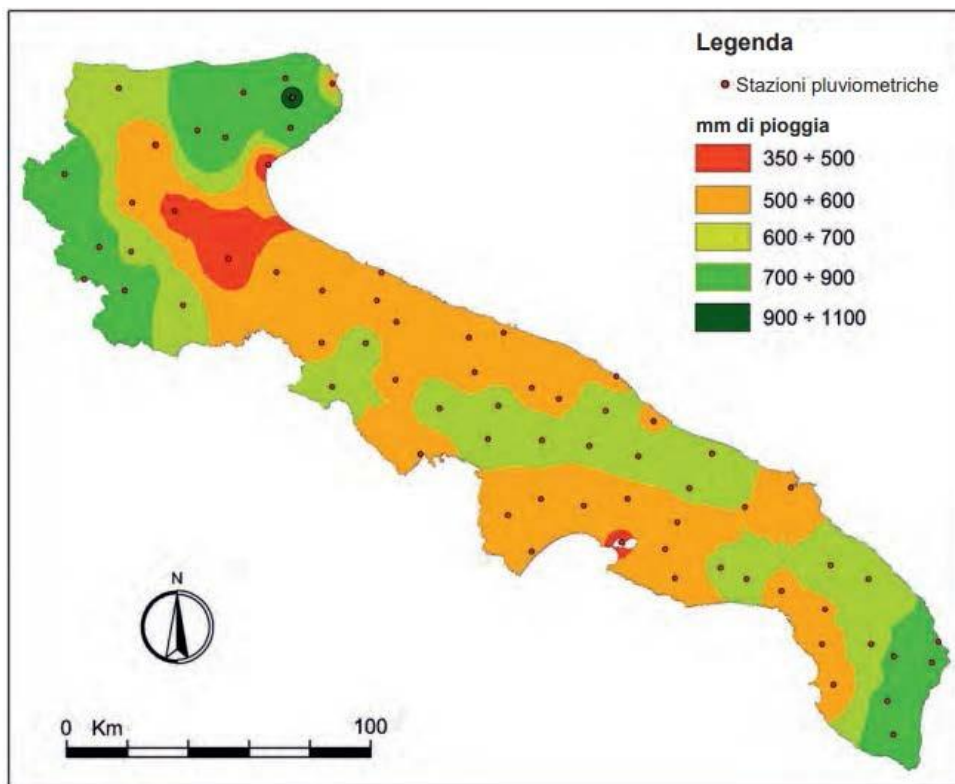 Legenda
Stazioni pluviometriche
mm di pioggia
350 ÷ 500
500 ÷ 600
600 ÷ 700
700 ÷ 900
900 ÷ 1100
N
0 Km 100